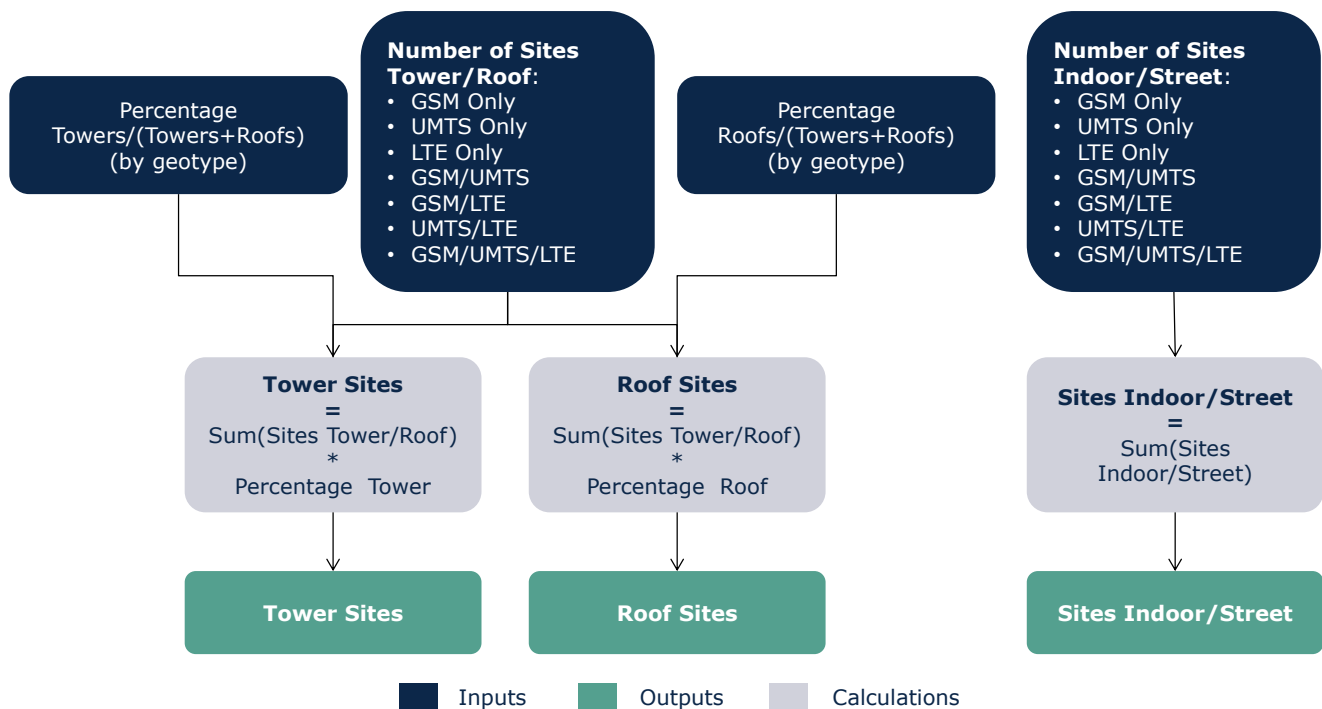 Percentage
Towers/(Towers+Roofs)
(by geotype)
Number of Sites
Tower/Roof:
• GSM Only
• UMTS Only
• LTE Only
• GSM/UMTS
• GSM/LTE
• UMTS/LTE
• GSM/UMTS/LTE
Percentage
Roofs/(Towers+Roofs)
(by geotype)
Number of Sites
Indoor/Street:
• GSM Only
• UMTS Only
• LTE Only
• GSM/UMTS
• GSM/LTE
• UMTS/LTE
• GSM/UMTS/LTE
Tower Sites
=
Sum(Sites Tower/Roof)
*
Percentage Tower
Roof Sites
=
Sum(Sites Tower/Roof)
*
Percentage Roof
Sites Indoor/Street
=
Sum(Sites
Indoor/Street)
Tower Sites
Roof Sites
Sites Indoor/Street
Inputs
Outputs
Calculations